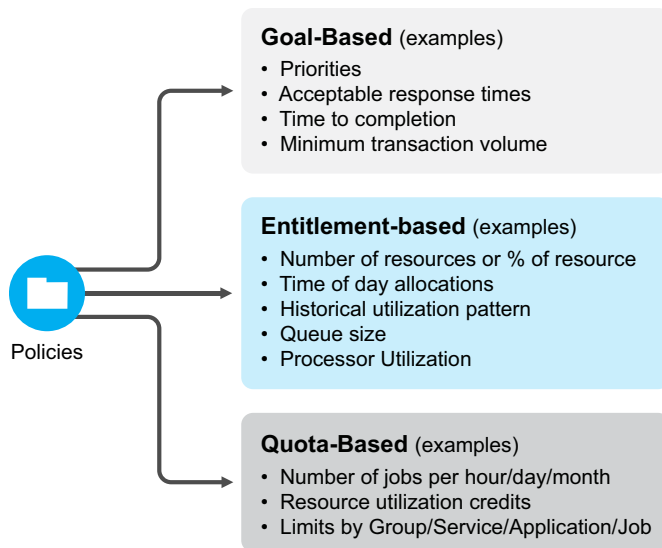 Goal-Based (examples)
• Priorities
• Acceptable response times
• Time to completion
• Minimum transaction volume
Entitlement-based (examples)
• Number of resources or % of resource
• Time of day allocations
• Historical utilization pattern
• Queue size
• Processor Utilization
Policies
Quota-Based (examples)
• Number of jobs per hour/day/month
• Resource utilization credits
• Limits by Group/Service/Application/Job